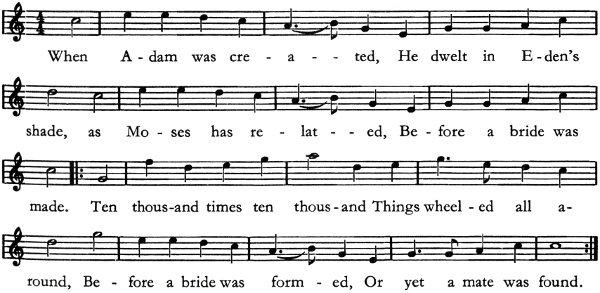 When A-dam was cre - a - - ted, He dwelt in E-den's
shade, as Mo - ses has re - lat - - ed, Be - fore a bride was
made. Ten thous-and times ten thous-and Things wheel - ed all a-
round, Be - fore a bride was form - ed, Or yet a mate was found.